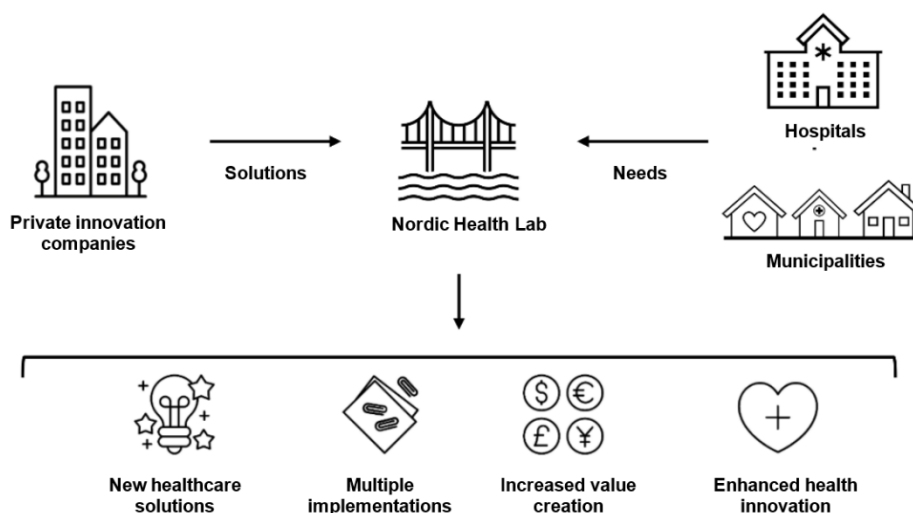 Hospitals
Solutions
Needs
Private innovation
companies
Nordic Health Lab
Municipalities
$ €
£ ¥
New healthcare
solutions
Multiple
implementations
Increased value
creation
Enhanced health
innovation